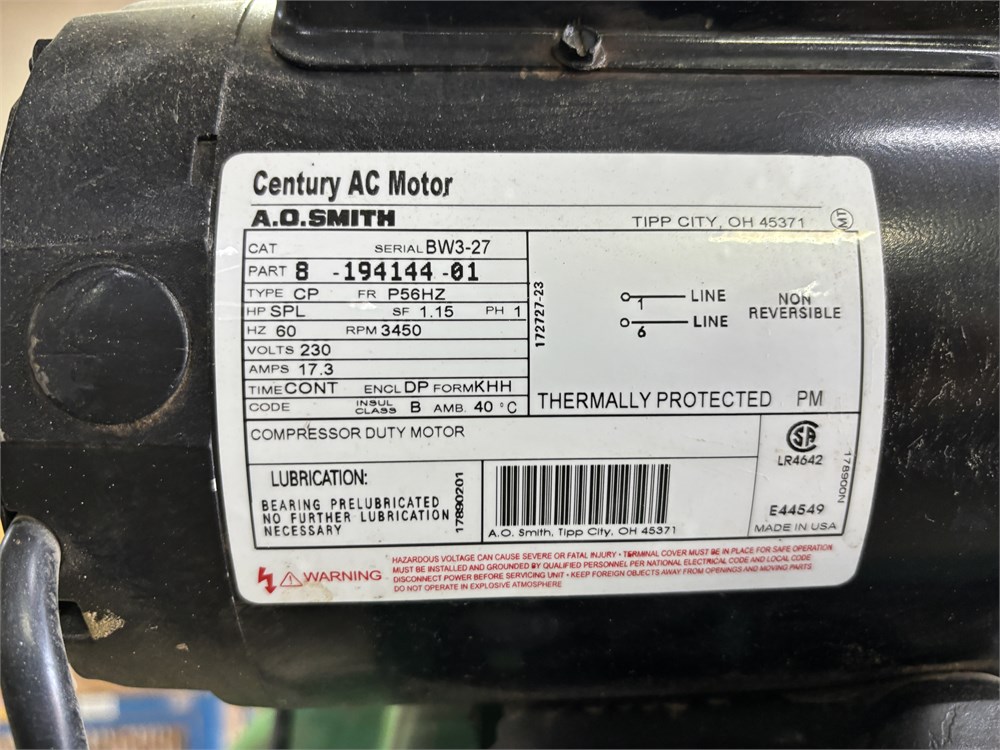 Century AC Motor
A.O.SMITH TIPP CITY, OH 45371 MT
CAT SERIAL BW3-27
PART 8 -194144 -01
TYPE CP FR P56HZ
HP SPL SF 1.15 PH 1
HZ 60 RPM 3450
VOLTS 230
AMPS 17.3
TIME CONT ENCL DP FORM KHH
CODE INSUL CLASS B AMB. 40 °C
172727-23
1 LINE
6 LINE
NON
REVERSIBLE
THERMALLY PROTECTED PM
COMPRESSOR DUTY MOTOR
LUBRICATION:
BEARING PRELUBRICATED
NO FURTHER LUBRICATION
NECESSARY
17890201
A.O. Smith, Tipp City, OH 45371
SA
LR4642
178900N
E44549
MADE IN USA
WARNING
HAZARDOUS VOLTAGE CAN CAUSE SEVERE OR FATAL INJURY • TERMINAL COVER MUST BE IN PLACE FOR SAFE OPERATION
MUST BE INSTALLED AND GROUNDED BY QUALIFIED PERSONNEL PER NATIONAL ELECTRICAL CODE AND LOCAL CODE
DISCONNECT POWER BEFORE SERVICING UNIT • KEEP FOREIGN OBJECTS AWAY FROM OPENINGS AND MOVING PARTS
DO NOT OPERATE IN EXPLOSIVE ATMOSPHERE